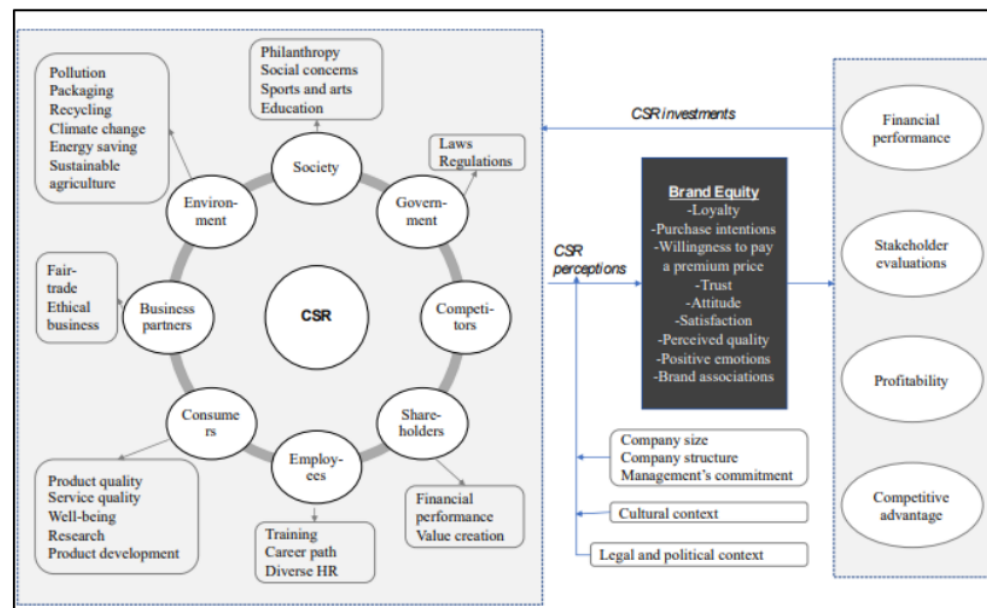 Pollution
Packaging
Recycling
Climate change
Energy saving
Sustainable
agriculture
Philanthropy
Social concerns
Sports and arts
Education
Laws
Regulations
Society
Environ-
ment
Govern-
ment
Fair-
trade
Ethical
business
Business
partners
CSR
Competi-
tors
Consume
rs
Share-
holders
Employ-
ees
Product quality
Service quality
Well-being
Research
Product development
Training
Career path
Diverse HR
Financial
performance
Value creation
CSR investments
CSR
perceptions
Brand Equity
-Loyalty
-Purchase intentions
-Willingness to pay
a premium price
-Trust
-Attitude
-Satisfaction
-Perceived quality
-Positive emotions
-Brand associations
Company size
Company structure
Management's commitment
Cultural context
Legal and political context
Financial
performance
Stakeholder
evaluations
Profitability
Competitive
advantage